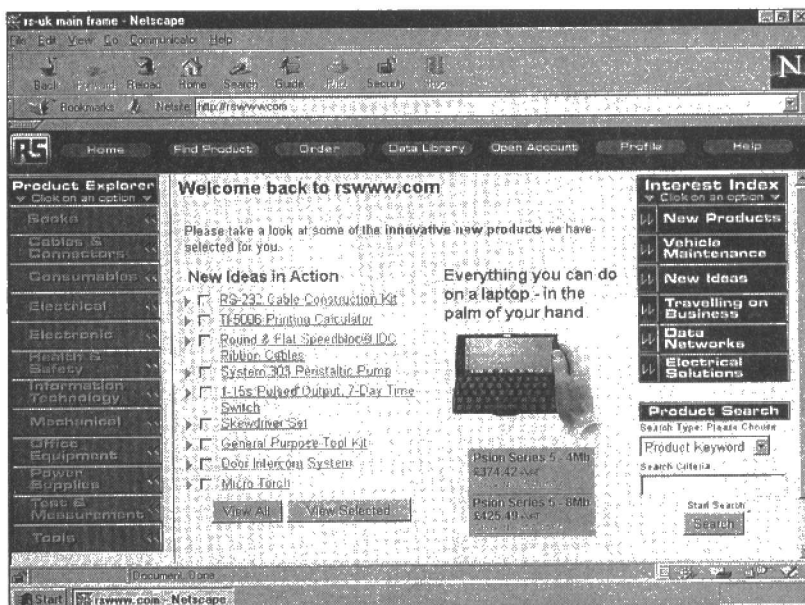 rs-uk main frame - Netscape
File Edit View Go Communicator Help
Back Forward Reload Home Search Guide Print Security Stop
Bookmarks Netsite: http://rswww.com
RS Home Find Product Order Data Library Open Account Profile Help
Product Explorer
Click on an option
Books
Cables &
Connectors
Consumables
Electrical
Electronic
Health &
Safety
Information
Technology
Mechanical
Office
Equipment
Power
Supplies
Test &
Measurement
Tools
Welcome back to rswww.com
Please take a look at some of the innovative new products we have
selected for you.
New Ideas in Action
RS-232 Cable Construction Kit
TI-5006 Printing Calculator
Round & Flat Speedbloc® IDC
Ribbon Cables
System 303 Peristaltic Pump
1-15s Pulsed Output, 7-Day Time
Switch
Skewdriver Set
General Purpose Tool Kit
Door Intercom System
Micro Torch
View All View Selected
Everything you can do
on a laptop - in the
palm of your hand
Psion Series 5 - 4Mb
£374.42
Psion Series 5 - 8Mb
£425.49
Interest Index
Click on an option
New Products
Vehicle
Maintenance
New Ideas
Travelling on
Business
Data
Networks
Electrical
Solutions
Product Search
Search Type: Please Choose
Product Keyword
Search Criteria
Start Search
Search
Document: Done
Start rswww.com - Netscape